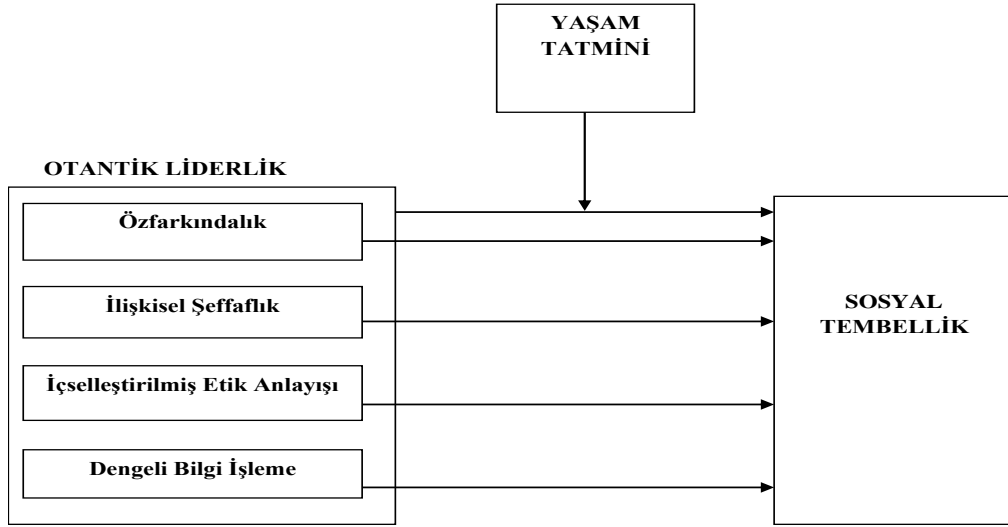 YAŞAM
TATMİNİ
OTANTİK LİDERLİK
Özfarkındalık
İlişkisel Şeffaflık
İçselleştirilmiş Etik Anlayışı
Dengeli Bilgi İşleme
SOSYAL
TEMBELLİK